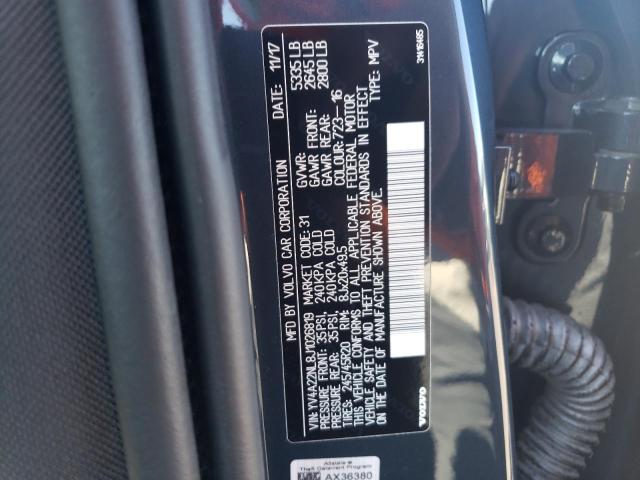 MFD BY: VOLVO CAR CORPORATION DATE: 11/17
GVWR: 5335 LB
VIN: YV4A22NL8J1026819 MARKET CODE: 31 GAWR FRONT: 2645 LB
PRESSURE FRONT: 35PSI, 240KPA COLD GAWR REAR: 2800 LB
PRESSURE REAR: 35PSI, 240KPA COLD COLOUR: 723--16
TIRES: 245/45R20 RIM: 8Jx20x49.5
THIS VEHICLE CONFORMS TO ALL APPLICABLE FEDERAL MOTOR
VEHICLE SAFETY AND THEFT PREVENTION STANDARDS IN EFFECT
ON THE DATE OF MANUFACTURE SHOWN ABOVE. TYPE: MPV
VOLVO
31416485
Allstate
Theft Deterrent Program
AX36380